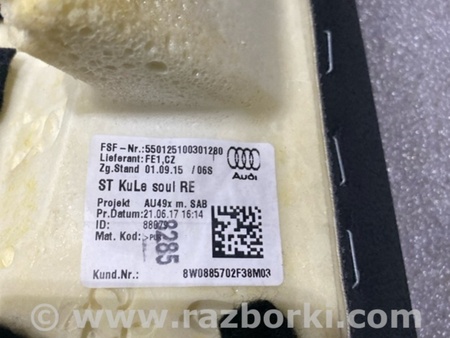 FSF-Nr.:550125100301280
Lieferant:FE1,CZ
Zg.Stand 01.09.15 /06S
Audi
ST KuLe soul RE
Projekt AU49x m. SAB
Pr.Datum:21.06.17 16:14
ID:
8285
Mat. Kod:
Kund.Nr.: 8W0885702F38M03
www.razborki.com